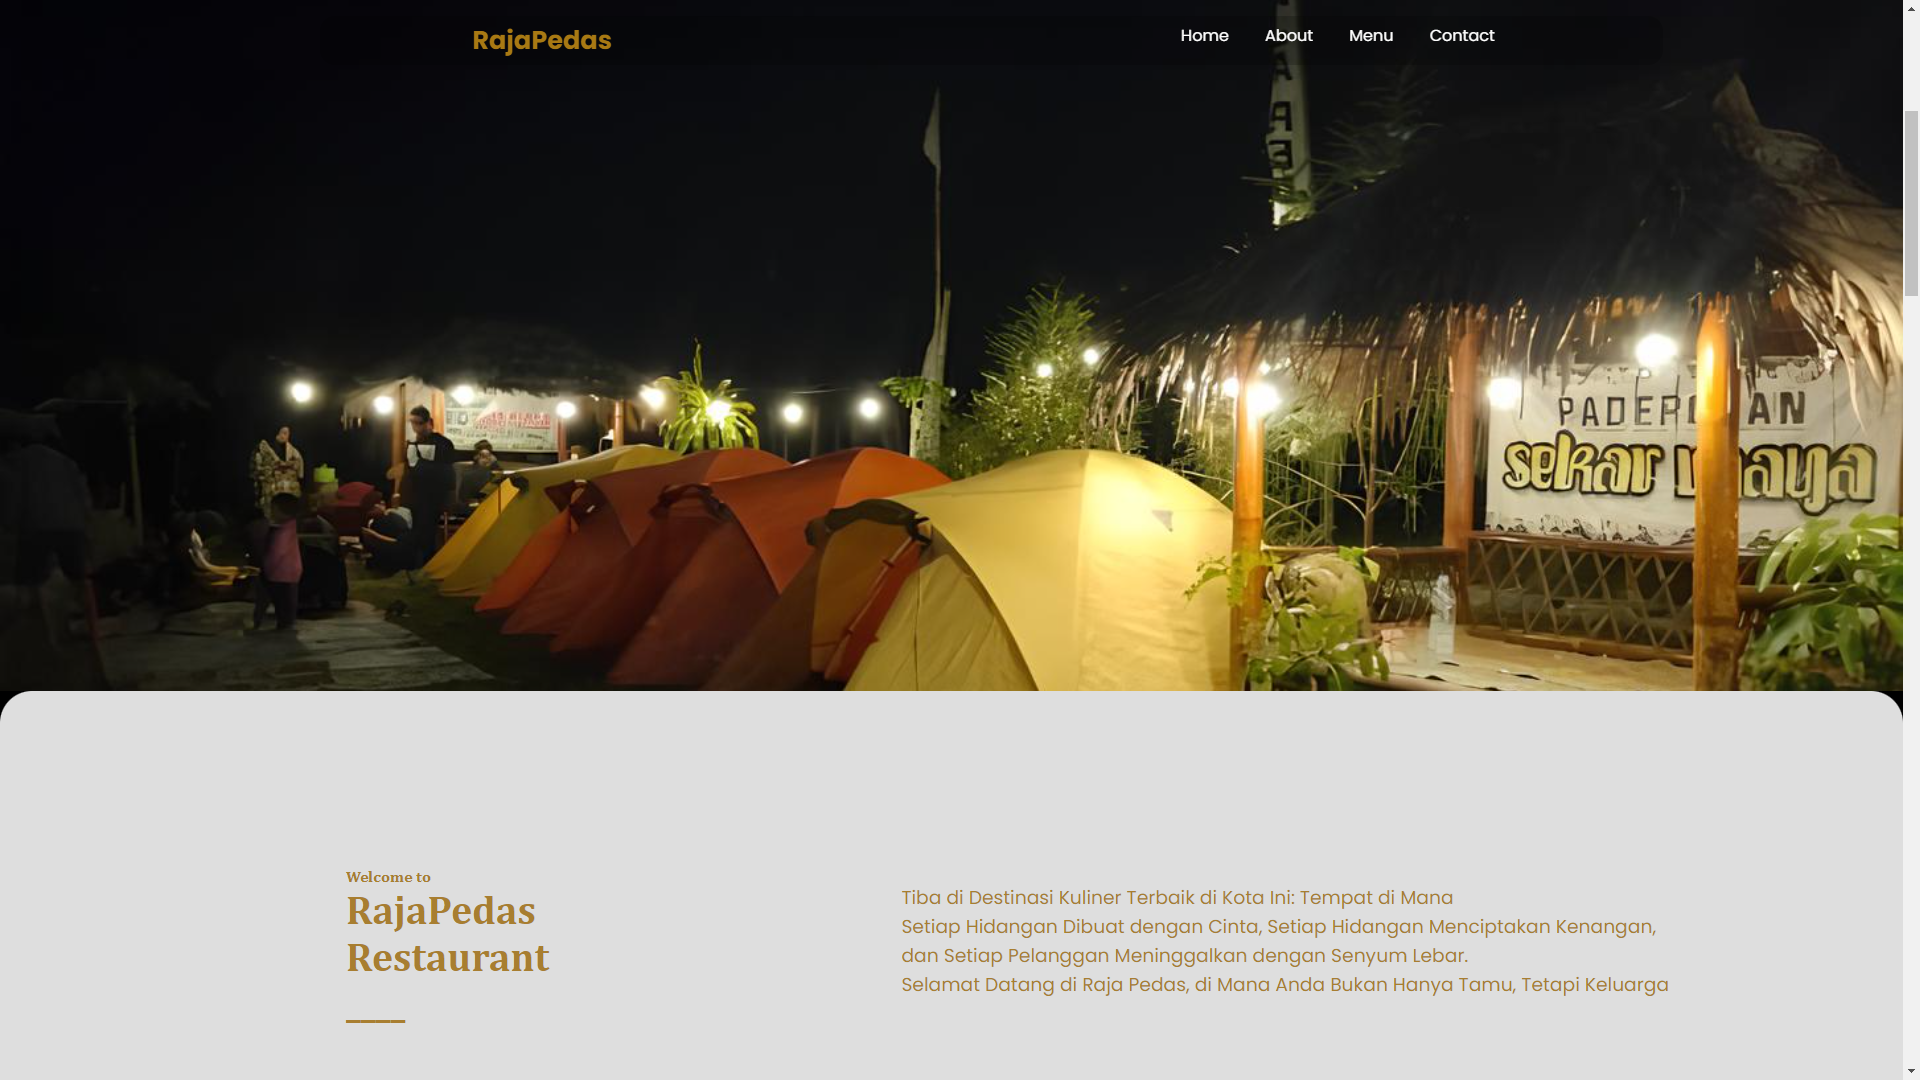 RajaPedas
Home About Menu Contact
sekar maya
Welcome to
RajaPedas
Restaurant
Tiba di Destinasi Kuliner Terbaik di Kota Ini: Tempat di Mana
Setiap Hidangan Dibuat dengan Cinta, Setiap Hidangan Menciptakan Kenangan,
dan Setiap Pelanggan Meninggalkan dengan Senyum Lebar.
Selamat Datang di Raja Pedas, di Mana Anda Bukan Hanya Tamu, Tetapi Keluarga